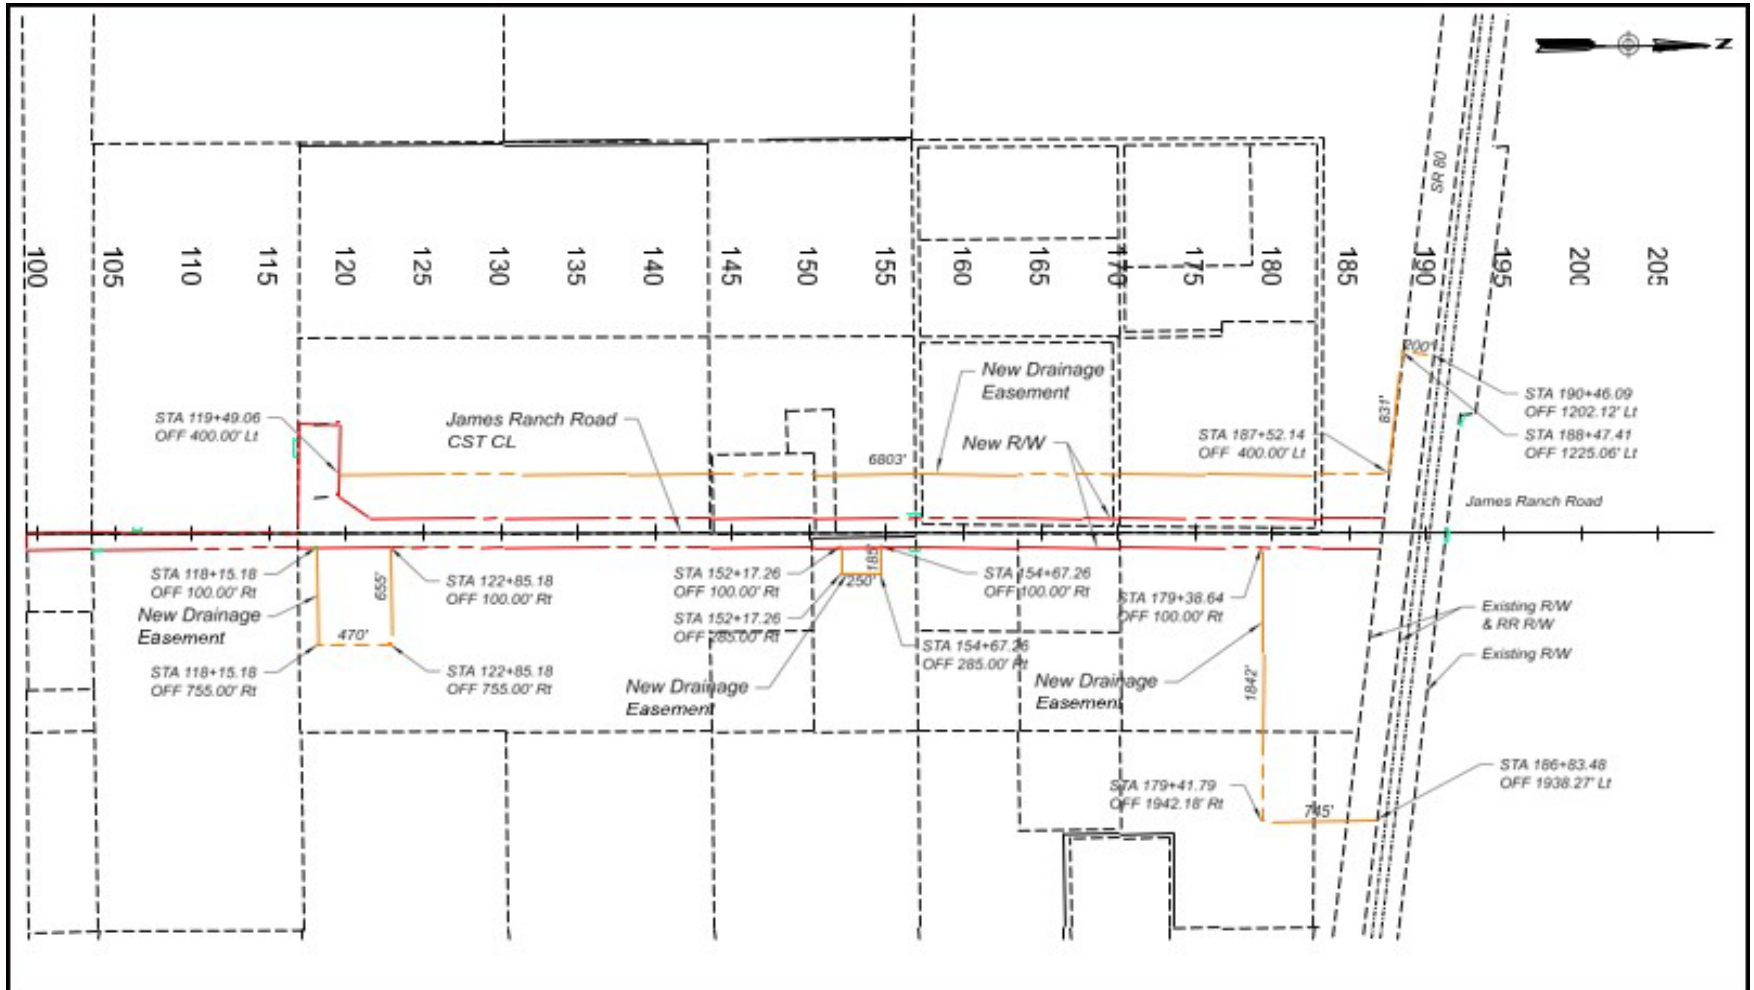 N
SR 80
100
105
110
115
120
125
130
135
140
145
150
155
160
165
170
175
180
185
190
195
200
205
200'
831'
New Drainage
Easement
STA 190+46.09
OFF 1202.12' Lt
STA 119+49.06
OFF 400.00' Lt
James Ranch Road
CST CL
New R/W
STA 187+52.14
OFF 400.00' Lt
STA 188+47.41
OFF 1225.06' Lt
6803'
James Ranch Road
STA 118+15.18
OFF 100.00' Rt
STA 122+85.18
OFF 100.00' Rt
655'
STA 152+17.26
OFF 100.00' Rt
185'
250'
STA 154+67.26
OFF 100.00' Rt
STA 179+38.64
OFF 100.00' Rt
New Drainage
Easement
470'
STA 152+17.26
OFF 285.00' Rt
Existing R/W
& RR R/W
STA 118+15.18
OFF 755.00' Rt
STA 122+85.18
OFF 755.00' Rt
STA 154+67.26
OFF 285.00' Rt
Existing R/W
New Drainage
Easement
New Drainage
Easement
1842'
STA 179+41.79
OFF 1942.18' Rt
745'
STA 186+83.48
OFF 1938.27' Lt